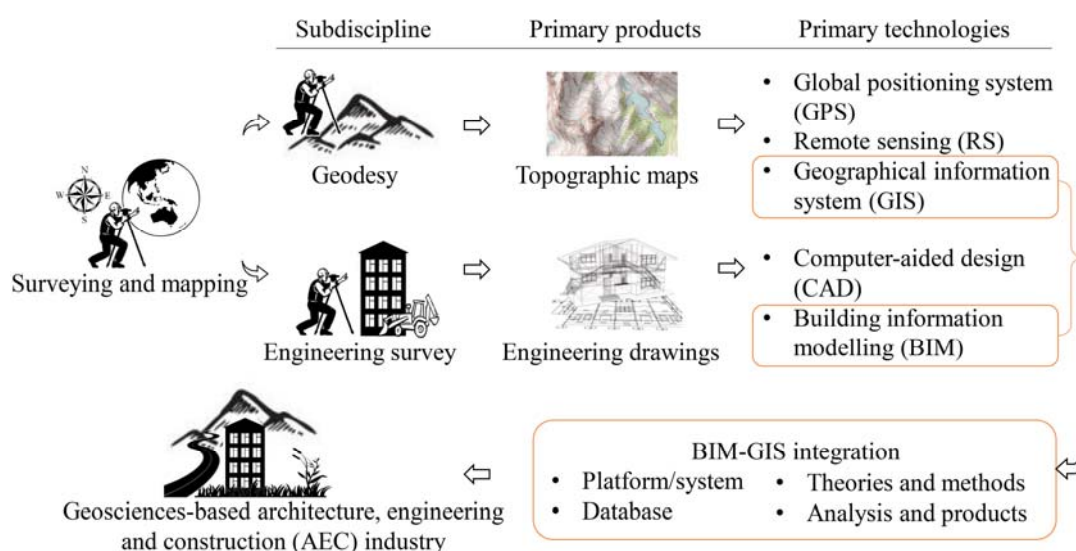 Subdiscipline
Primary products
Primary technologies
• Global positioning system
(GPS)
• Remote sensing (RS)
• Geographical information
system (GIS)
Geodesy
Topographic maps
N
W
E
S
Surveying and mapping
• Computer-aided design
(CAD)
• Building information
modelling (BIM)
Engineering survey
Engineering drawings
BIM-GIS integration
• Platform/system
• Database
• Theories and methods
• Analysis and products
Geosciences-based architecture, engineering
and construction (AEC) industry